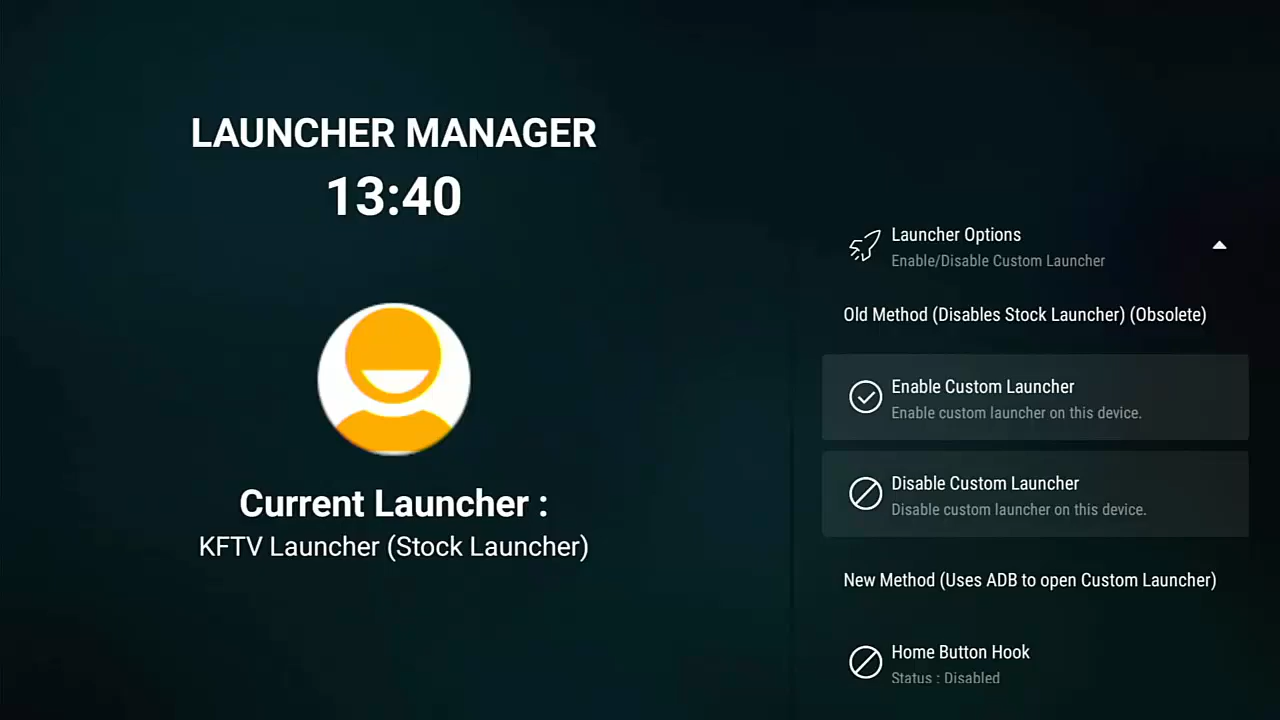 LAUNCHER MANAGER
13:40
Current Launcher :
KFTV Launcher (Stock Launcher)
Launcher Options
Enable/Disable Custom Launcher
Old Method (Disables Stock Launcher) (Obsolete)
Enable Custom Launcher
Enable custom launcher on this device.
Disable Custom Launcher
Disable custom launcher on this device.
New Method (Uses ADB to open Custom Launcher)
Home Button Hook
Status : Disabled